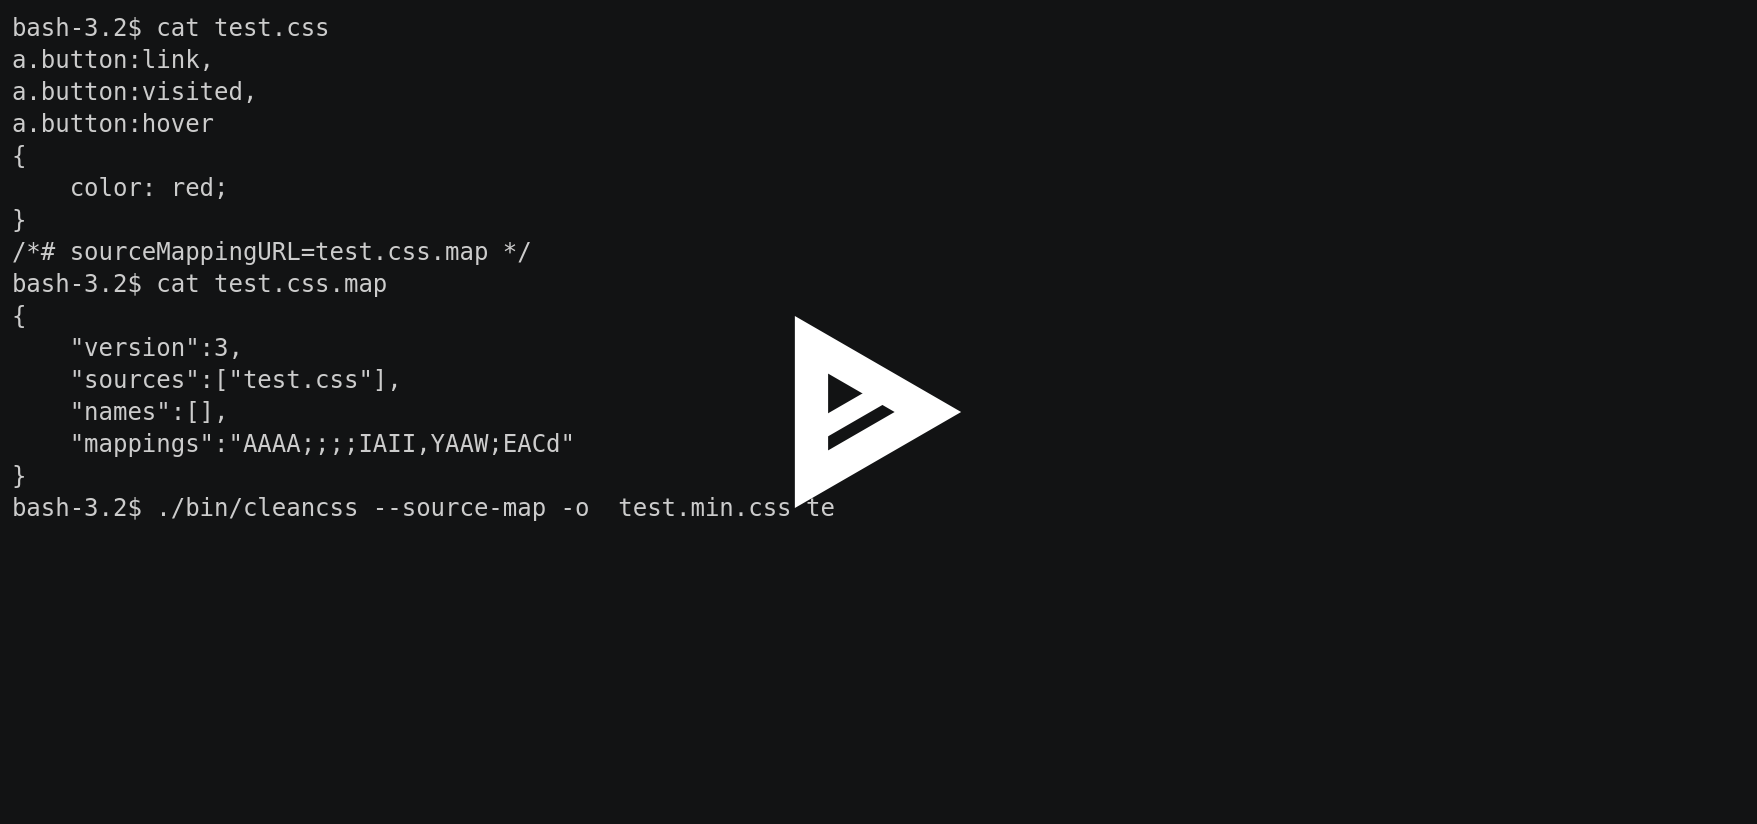 bash-3.2$ cat test.css
a.button:link,
a.button:visited,
a.button:hover
{
    color: red;
}
/*# sourceMappingURL=test.css.map */
bash-3.2$ cat test.css.map
{
    "version":3,
    "sources":["test.css"],
    "names":[],
    "mappings":"AAAA;;;;IAII,YAAW;EACd"
}
bash-3.2$ ./bin/cleancss --source-map -o  test.min.css te